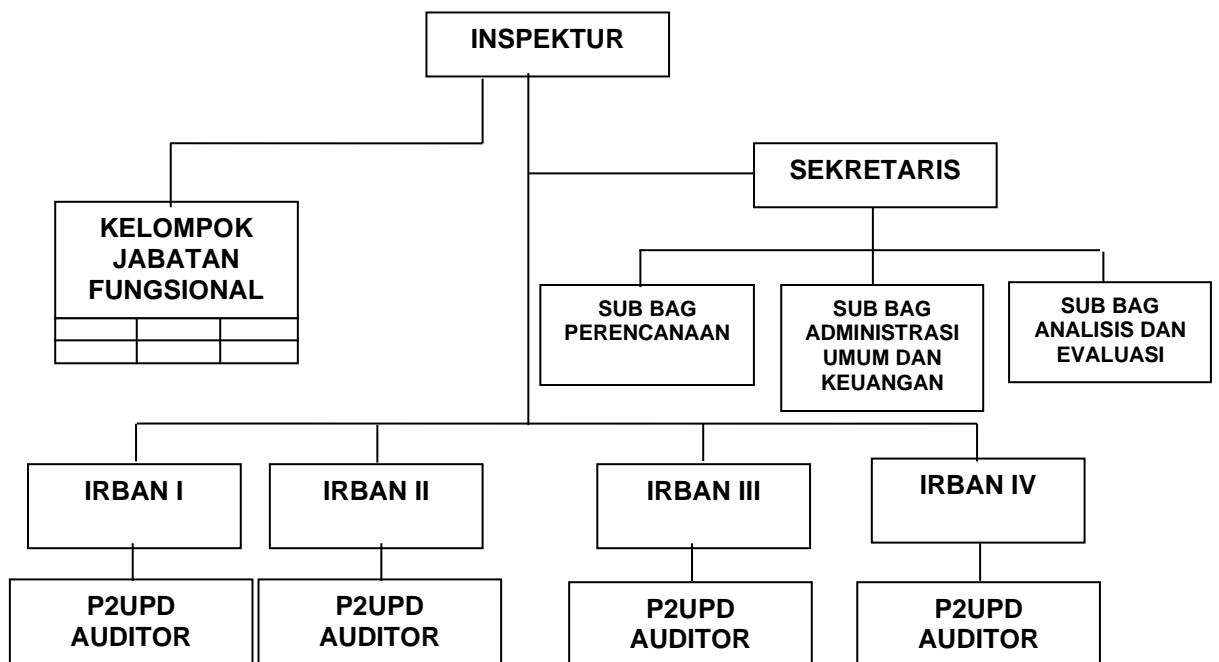 INSPEKTUR
SEKRETARIS
KELOMPOK
JABATAN
FUNGSIONAL
SUB BAG
PERENCANAAN
SUB BAG
ADMINISTRASI
UMUM DAN
KEUANGAN
SUB BAG
ANALISIS DAN
EVALUASI
IRBAN I
IRBAN II
IRBAN III
IRBAN IV
P2UPD
AUDITOR
P2UPD
AUDITOR
P2UPD
AUDITOR
P2UPD
AUDITOR